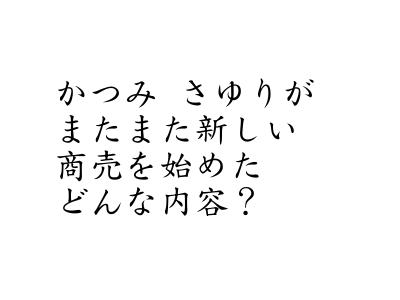 かつみ さゆりが
またまた新しい
商売を始めた
どんな内容？